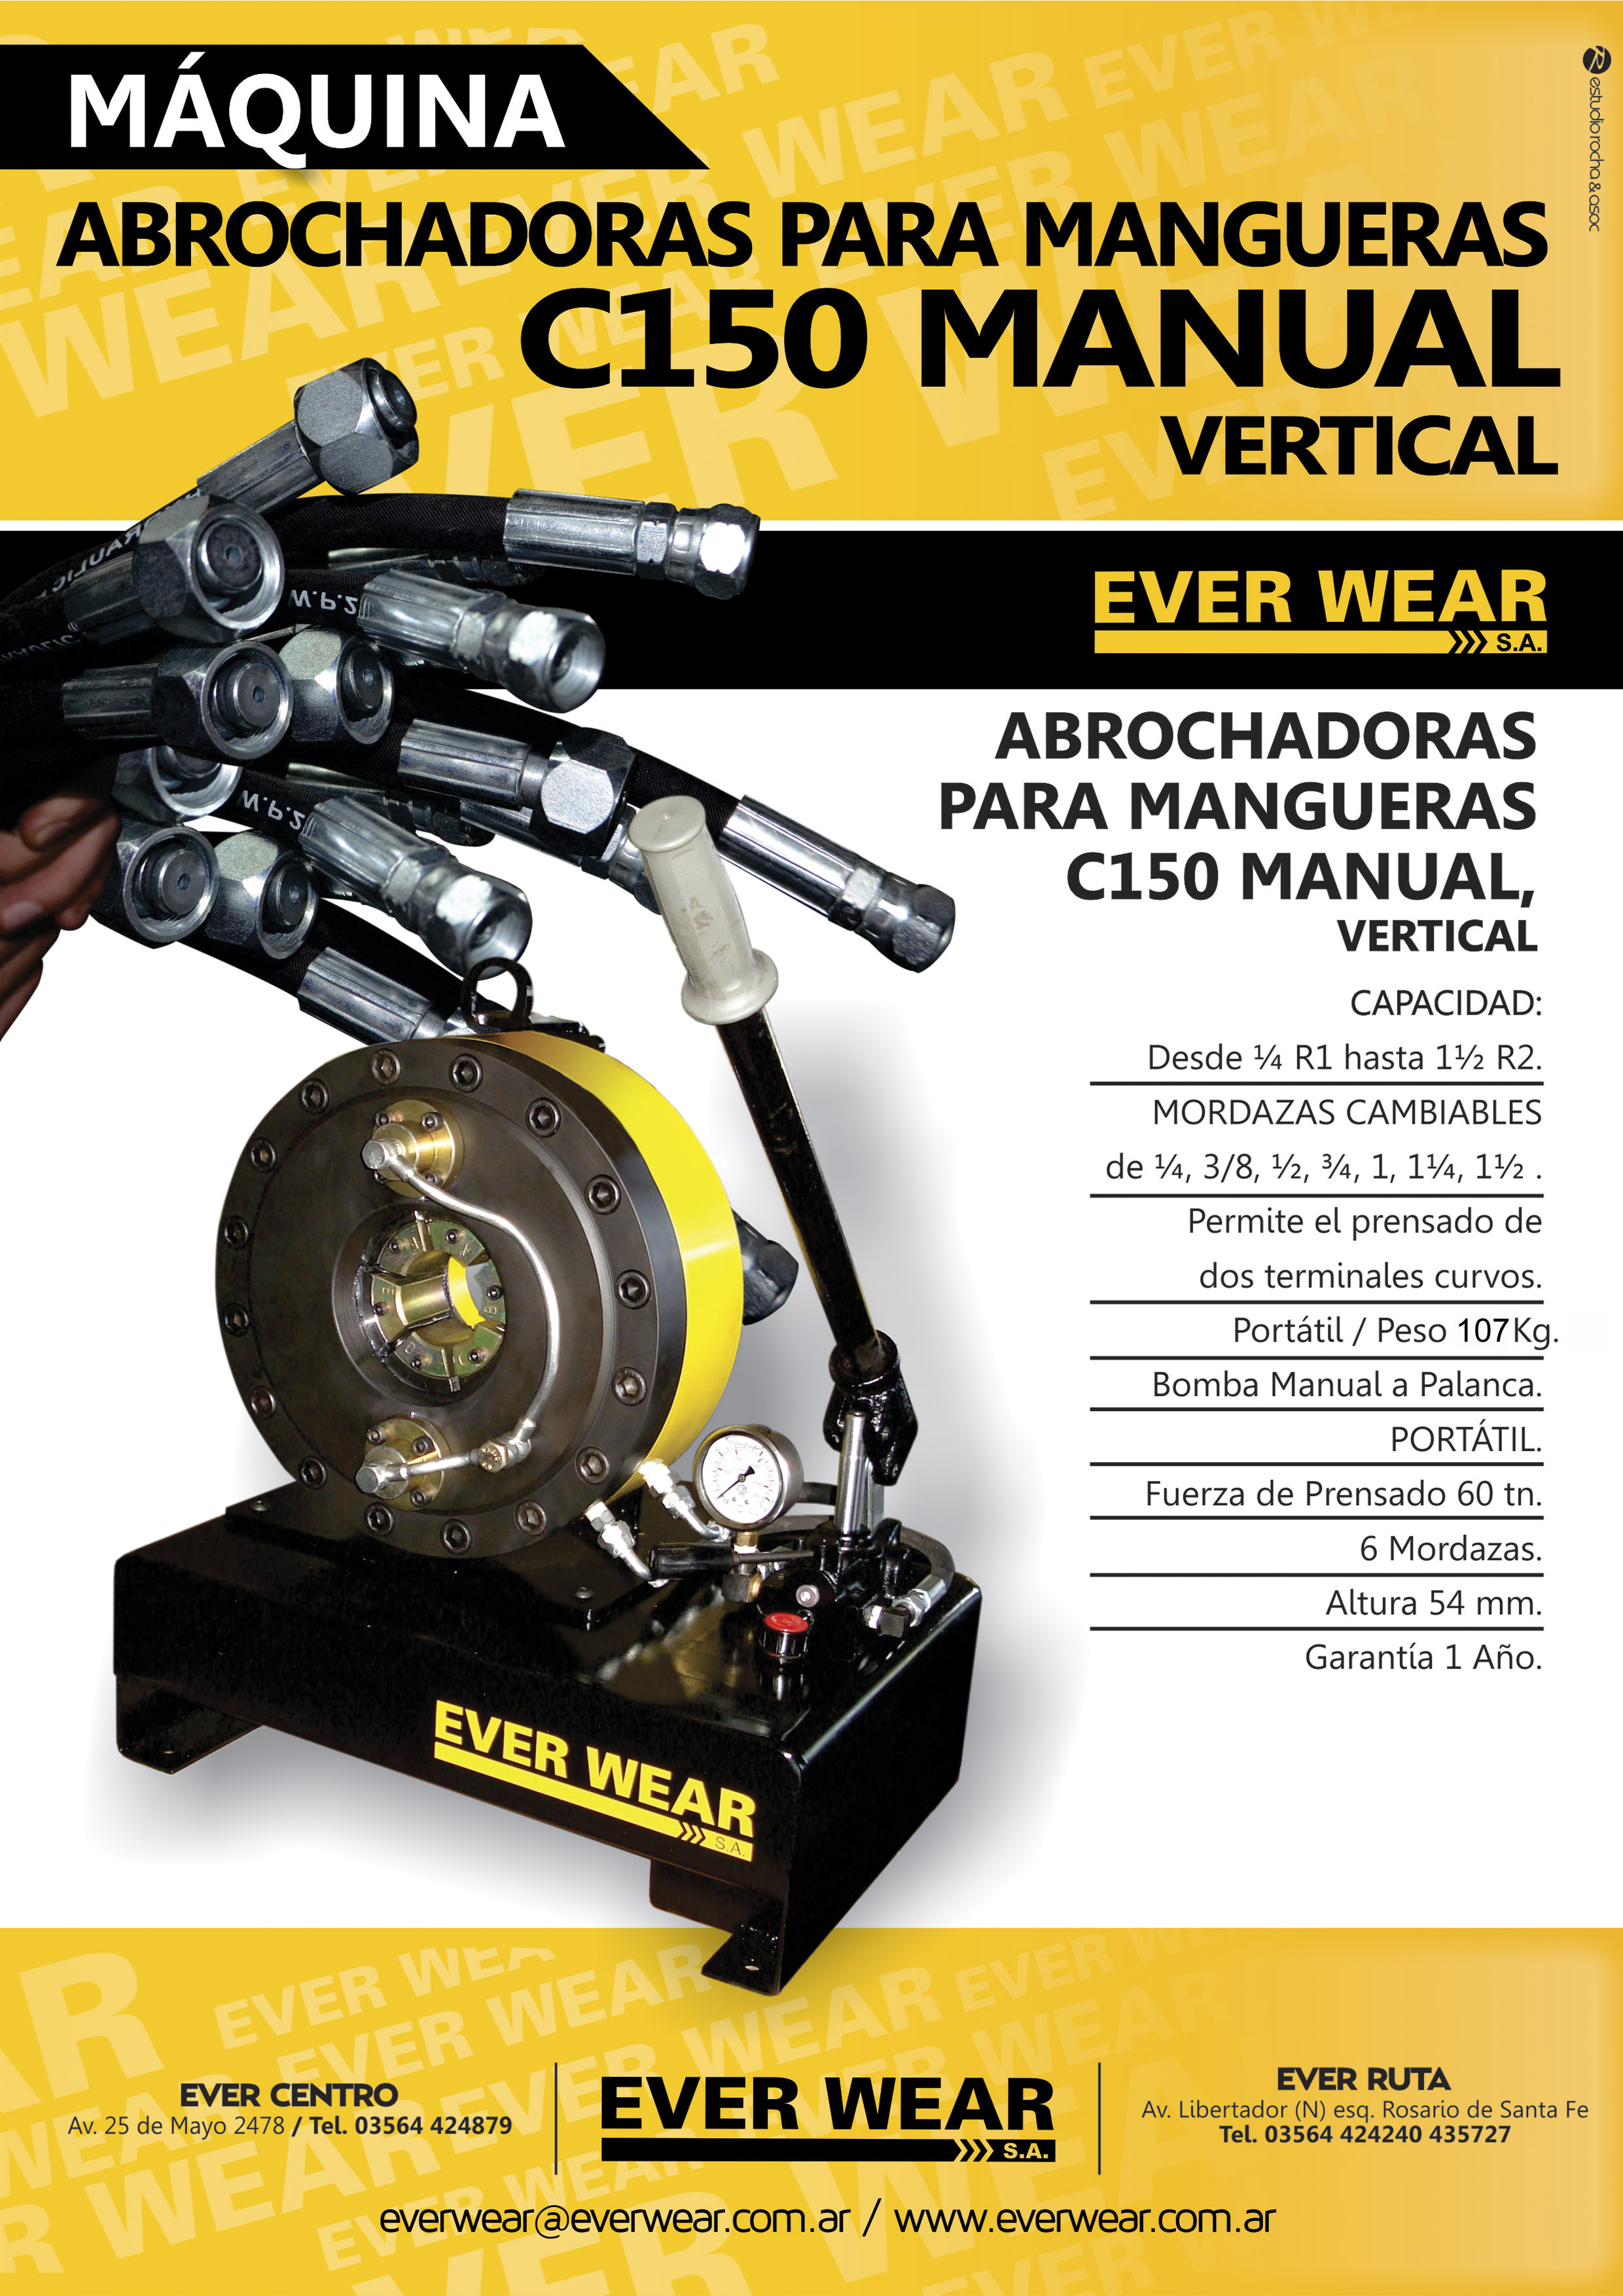 MÁQUINA
ABROCHADORAS PARA MANGUERAS
C150 MANUAL
VERTICAL
estudio rocha & asoc
EVER WEAR
S.A.
W.P.2
W.P.2
ABROCHADORAS
PARA MANGUERAS
C150 MANUAL,
VERTICAL
CAPACIDAD:
Desde ¼ R1 hasta 1½ R2.
MORDAZAS CAMBIABLES
de ¼, 3/8, ½, ¾, 1, 1¼, 1½ .
Permite el prensado de
dos terminales curvos.
Portátil / Peso 107Kg.
Bomba Manual a Palanca.
PORTÁTIL.
Fuerza de Prensado 60 tn.
6 Mordazas.
Altura 54 mm.
Garantía 1 Año.
EVER WEAR
S.A.
EVER CENTRO
Av. 25 de Mayo 2478 / Tel. 03564 424879
EVER WEAR
S.A.
EVER RUTA
Av. Libertador (N) esq. Rosario de Santa Fe
Tel. 03564 424240 435727
everwear@everwear.com.ar / www.everwear.com.ar